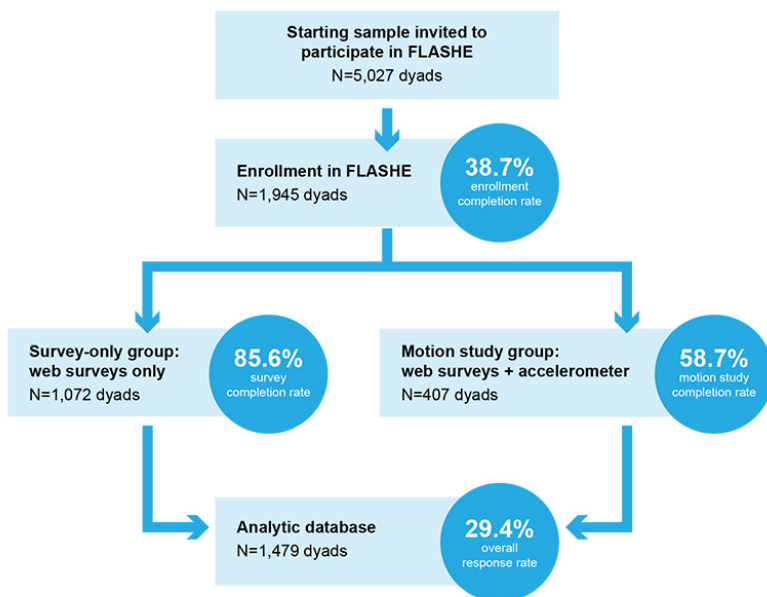 Starting sample invited to
participate in FLASHE
N=5,027 dyads
Enrollment in FLASHE
N=1,945 dyads
38.7%
enrollment
completion rate
Survey-only group:
web surveys only
N=1,072 dyads
85.6%
survey
completion rate
Motion study group:
web surveys + accelerometer
N=407 dyads
58.7%
motion study
completion rate
Analytic database
N=1,479 dyads
29.4%
overall
response rate